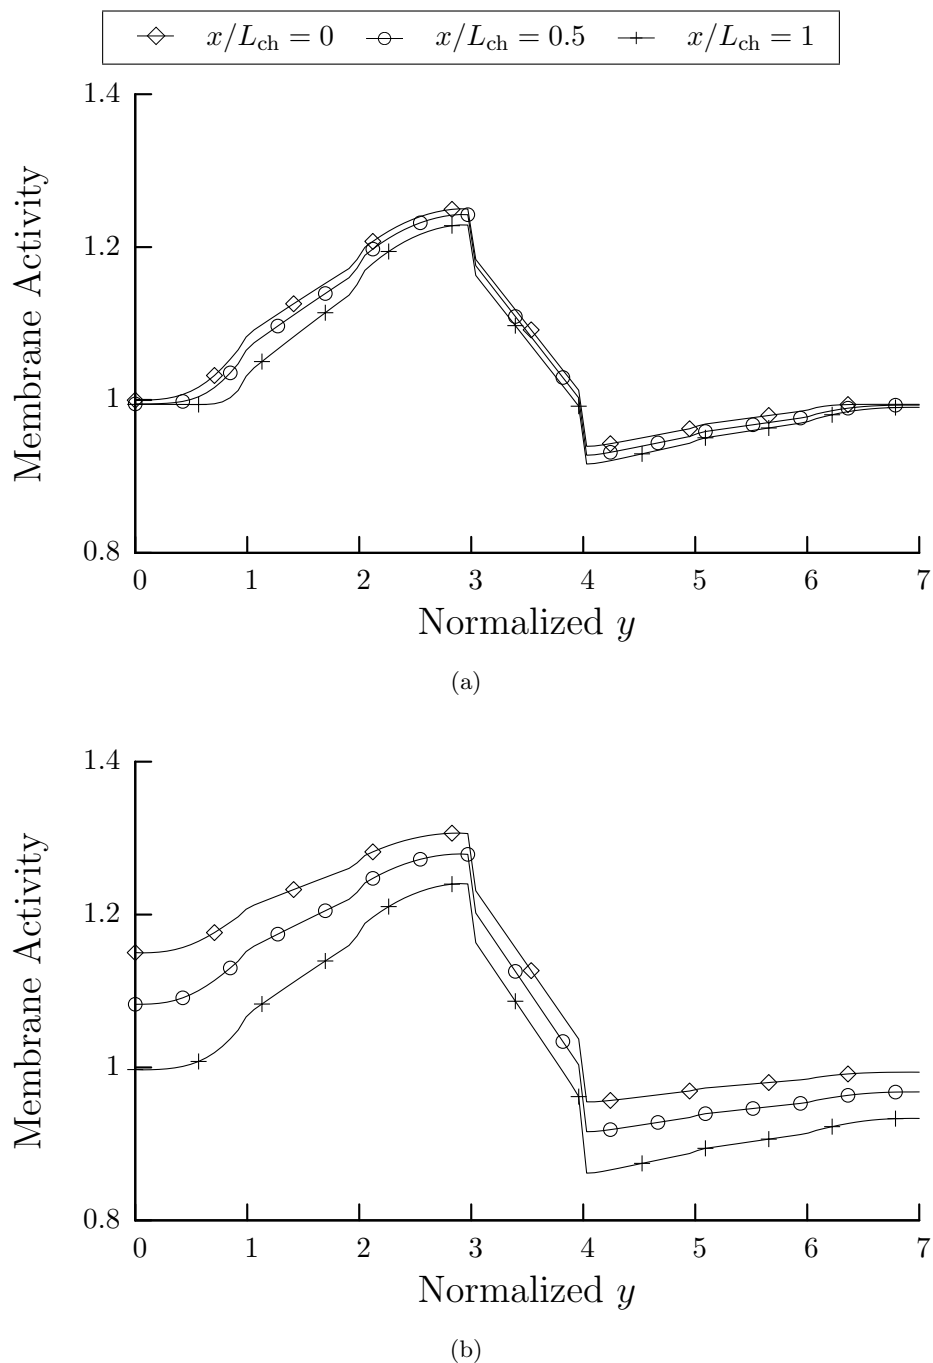 x/L_ch = 0 x/L_ch = 0.5 x/L_ch = 1
1.4
1.2
1
0.8
Membrane Activity
0 1 2 3 4 5 6 7
Normalized y
(a)
1.4
1.2
1
0.8
Membrane Activity
0 1 2 3 4 5 6 7
Normalized y
(b)